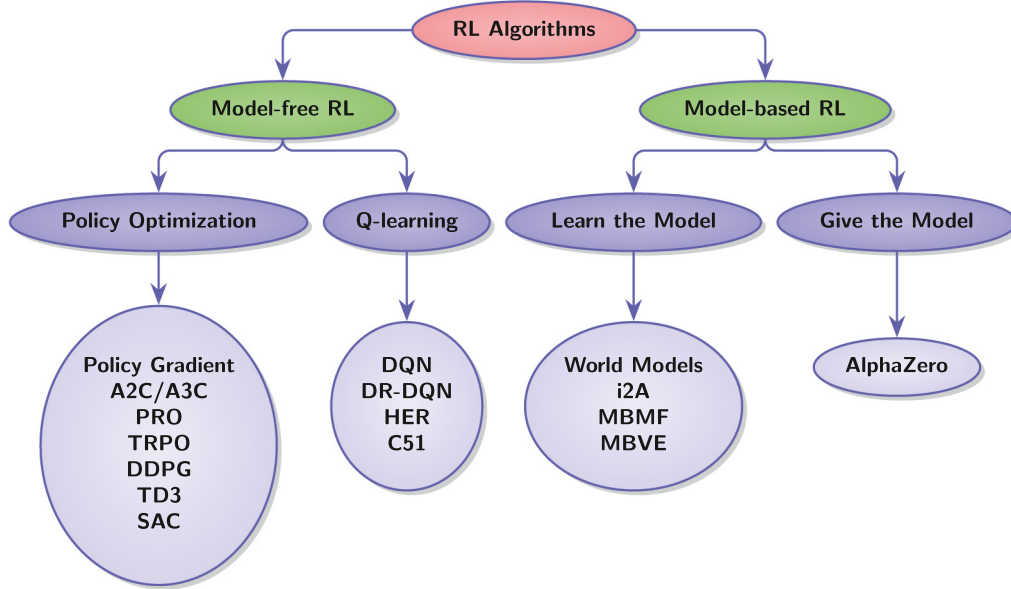 RL Algorithms
Model-free RL
Model-based RL
Policy Optimization
Q-learning
Learn the Model
Give the Model
Policy Gradient
A2C/A3C
PRO
TRPO
DDPG
TD3
SAC
DQN
DR-DQN
HER
C51
World Models
i2A
MBMF
MBVE
AlphaZero